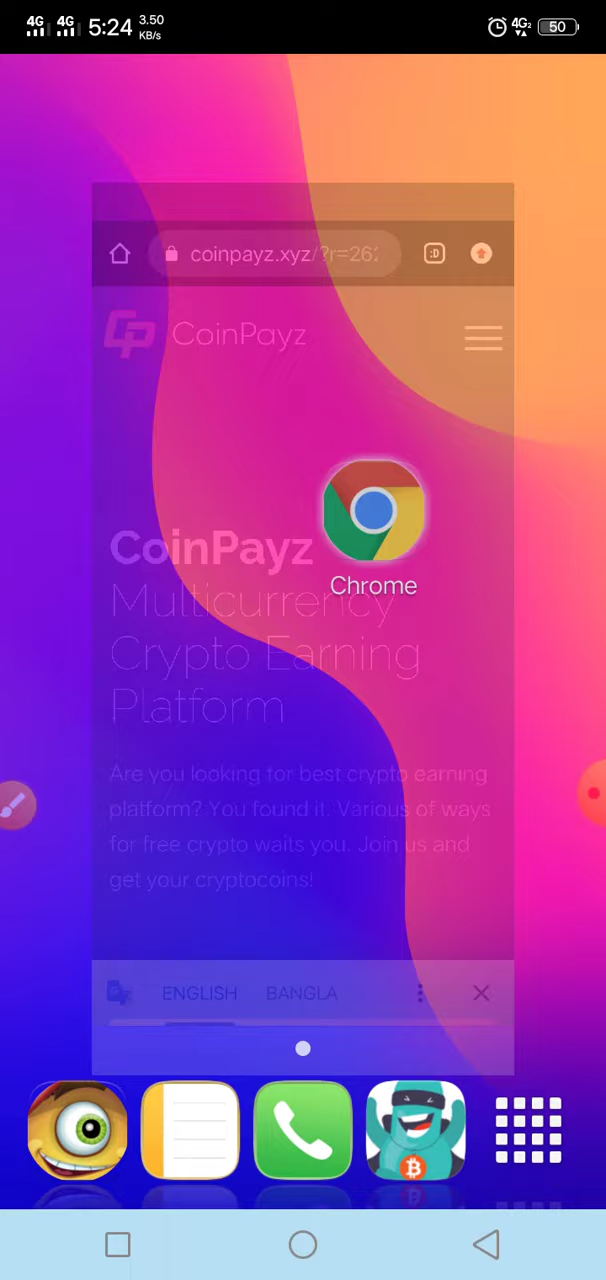 4G 4G 5:24 3.50 KB/s 4G2 50
coinpayz.xyz/?r=262 :D
CoinPayz
CoinPayz
Chrome
Multicurrency
Crypto Earning
Platform
Are you looking for best crypto earning
platform? You found it. Various of ways
for free crypto waits you. Join us and
get your cryptocoins!
ENGLISH BANGLA